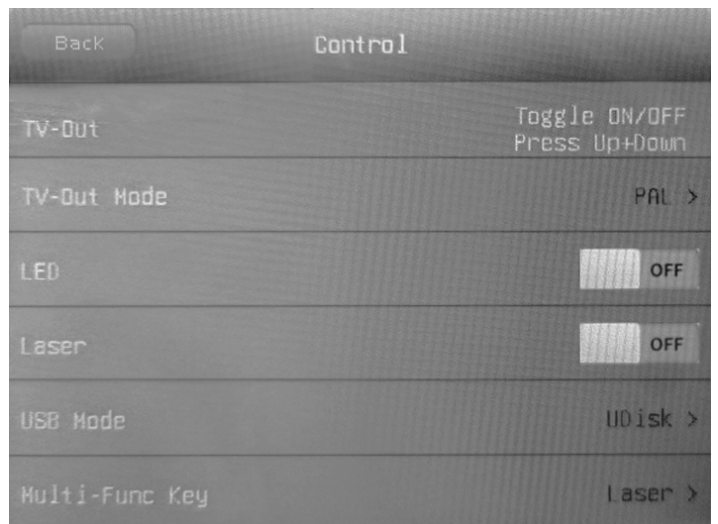 Back
Control
TV-Out
Toggle ON/OFF
Press Up+Down
TV-Out Mode
PAL >
LED
OFF
Laser
OFF
USB Mode
UDisk >
Multi-Func Key
Laser >